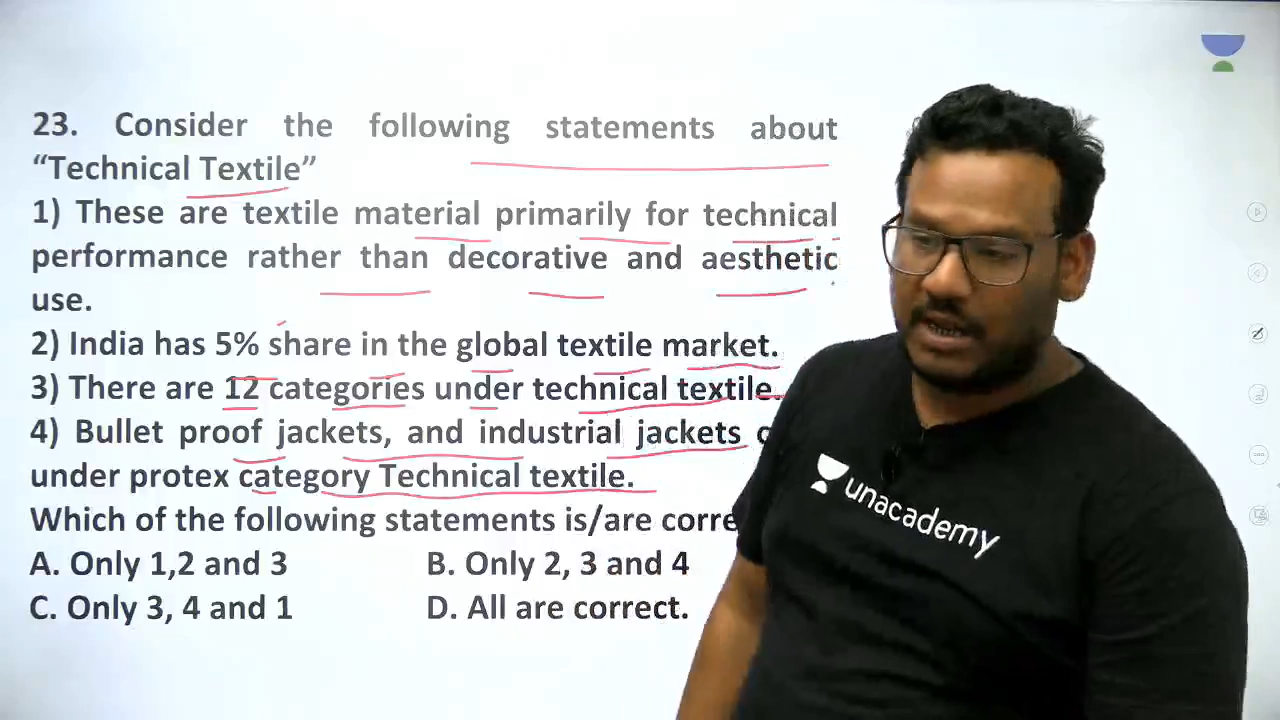 23. Consider the following statements about
“Technical Textile”
1) These are textile material primarily for technical
performance rather than decorative and aesthetic
use.
2) India has 5% share in the global textile market.
3) There are 12 categories under technical textile.
4) Bullet proof jackets, and industrial jackets
under protex category Technical textile.
Which of the following statements is/are corre
A. Only 1,2 and 3 B. Only 2, 3 and 4
C. Only 3, 4 and 1 D. All are correct.
unacademy